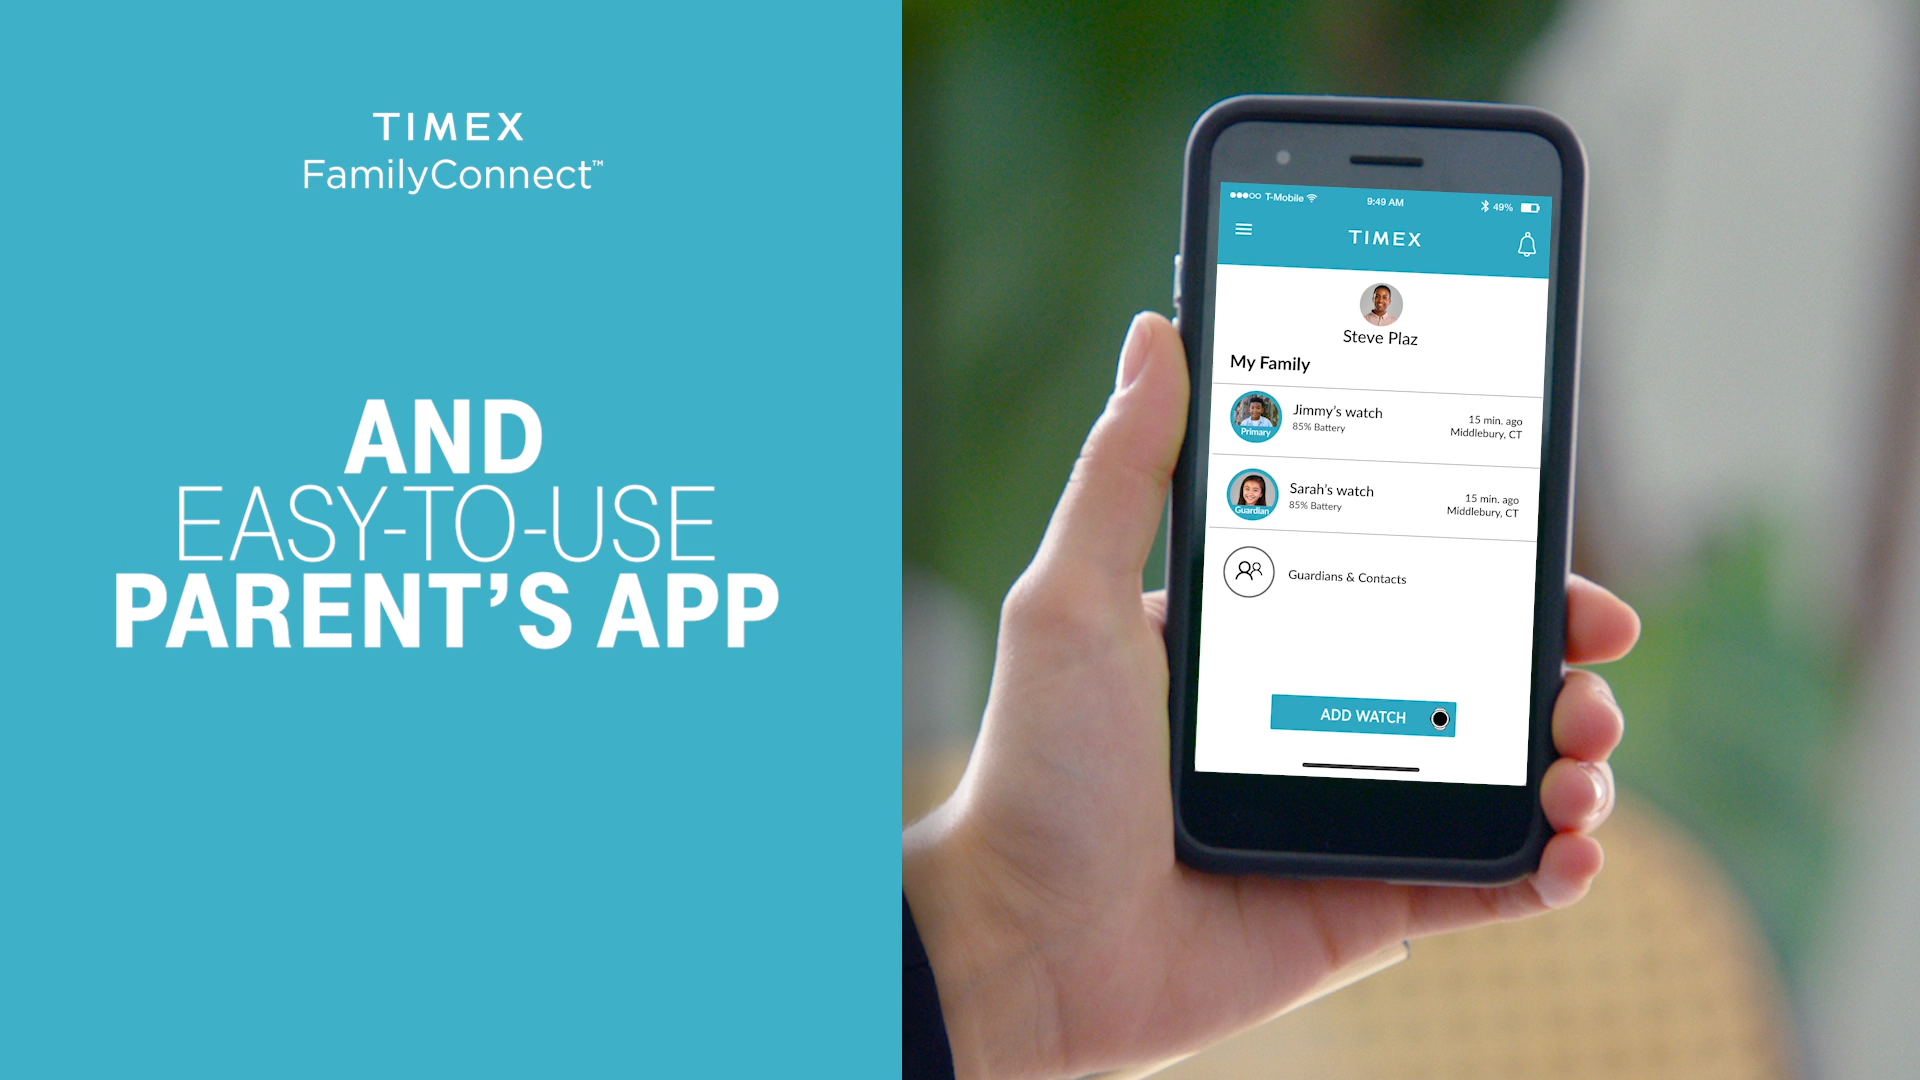 TIMEX
FamilyConnect™
AND
EASY-TO-USE
PARENT'S APP
T-Mobile 9:49 AM 49%
TIMEX
Steve Plaz
My Family
Jimmy's watch
85% Battery
15 min. ago
Middlebury, CT
Primary
Sarah's watch
85% Battery
15 min. ago
Middlebury, CT
Guardian
Guardians & Contacts
ADD WATCH